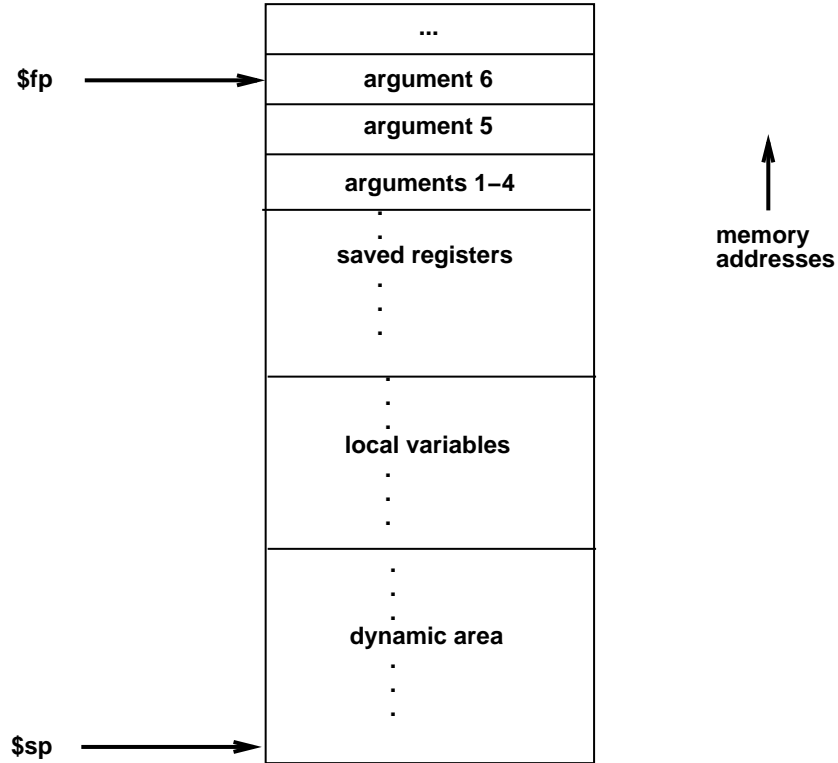 ...
$fp
argument 6
argument 5
arguments 1–4
saved registers
memory
addresses
local variables
dynamic area
$sp